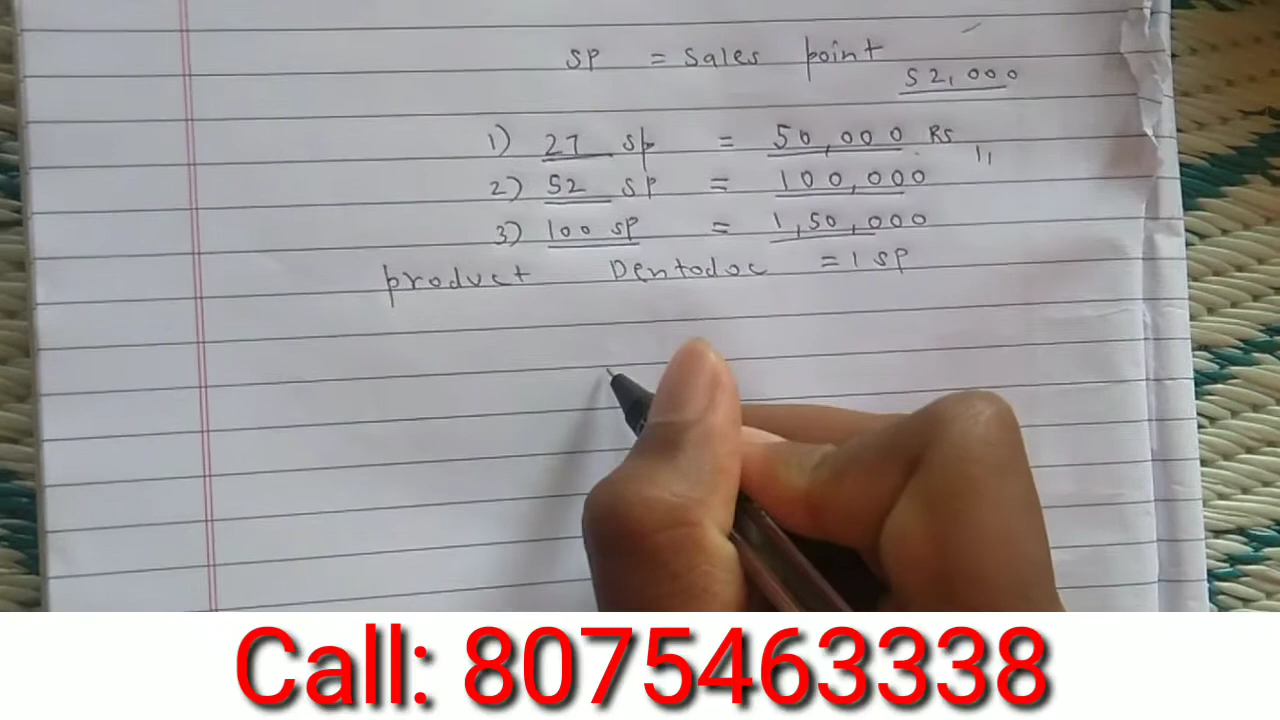 SP = Sales point
52,000
1) 27 SP = 50,000 RS
2) 52 SP = 100,000
3) 100 SP = 1,50,000
product Dentodoc = 1 SP
Call: 8075463338